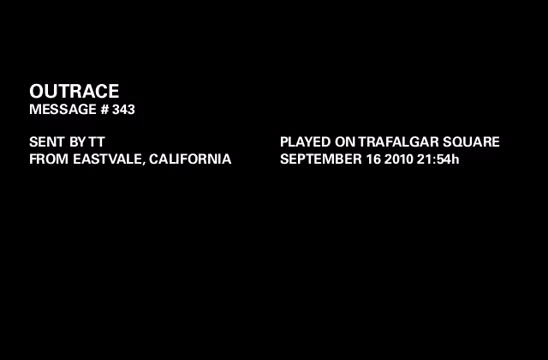 OUTRACE
MESSAGE # 343
SENT BY TT
FROM EASTVALE, CALIFORNIA
PLAYED ON TRAFALGAR SQUARE
SEPTEMBER 16 2010 21:54h